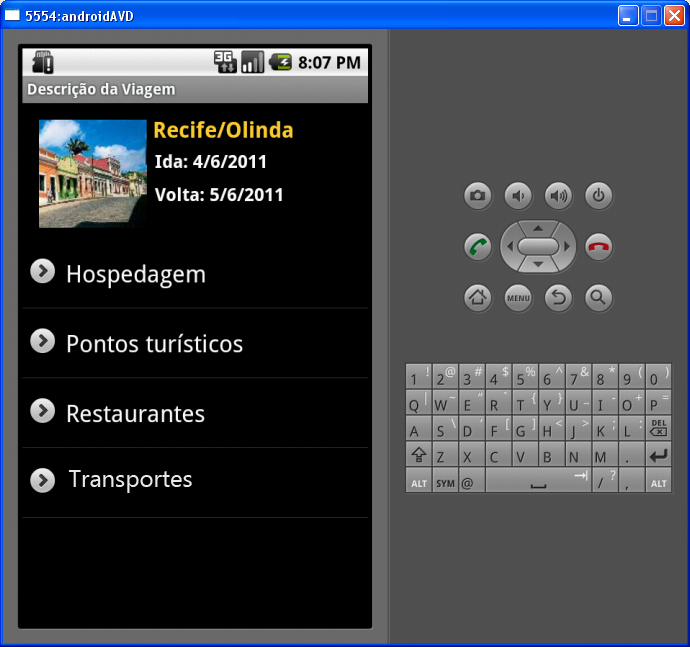 5554:androidAVD
3G 8:07 PM
Descrição da Viagem
Recife/Olinda
Ida: 4/6/2011
Volta: 5/6/2011
Hospedagem
Pontos turísticos
Restaurantes
Transportes
MENU
1 ! 2 @ 3 # 4 $ 5 % 6 ^ 7 & 8 * 9 ( 0 )
Q | W ~ E " R ` T { Y } U _ I - O + P =
A S \ D ' F [ G ] H < J > K ; L : DEL
Z X C V B N M .
ALT SYM @ / ? , ALT